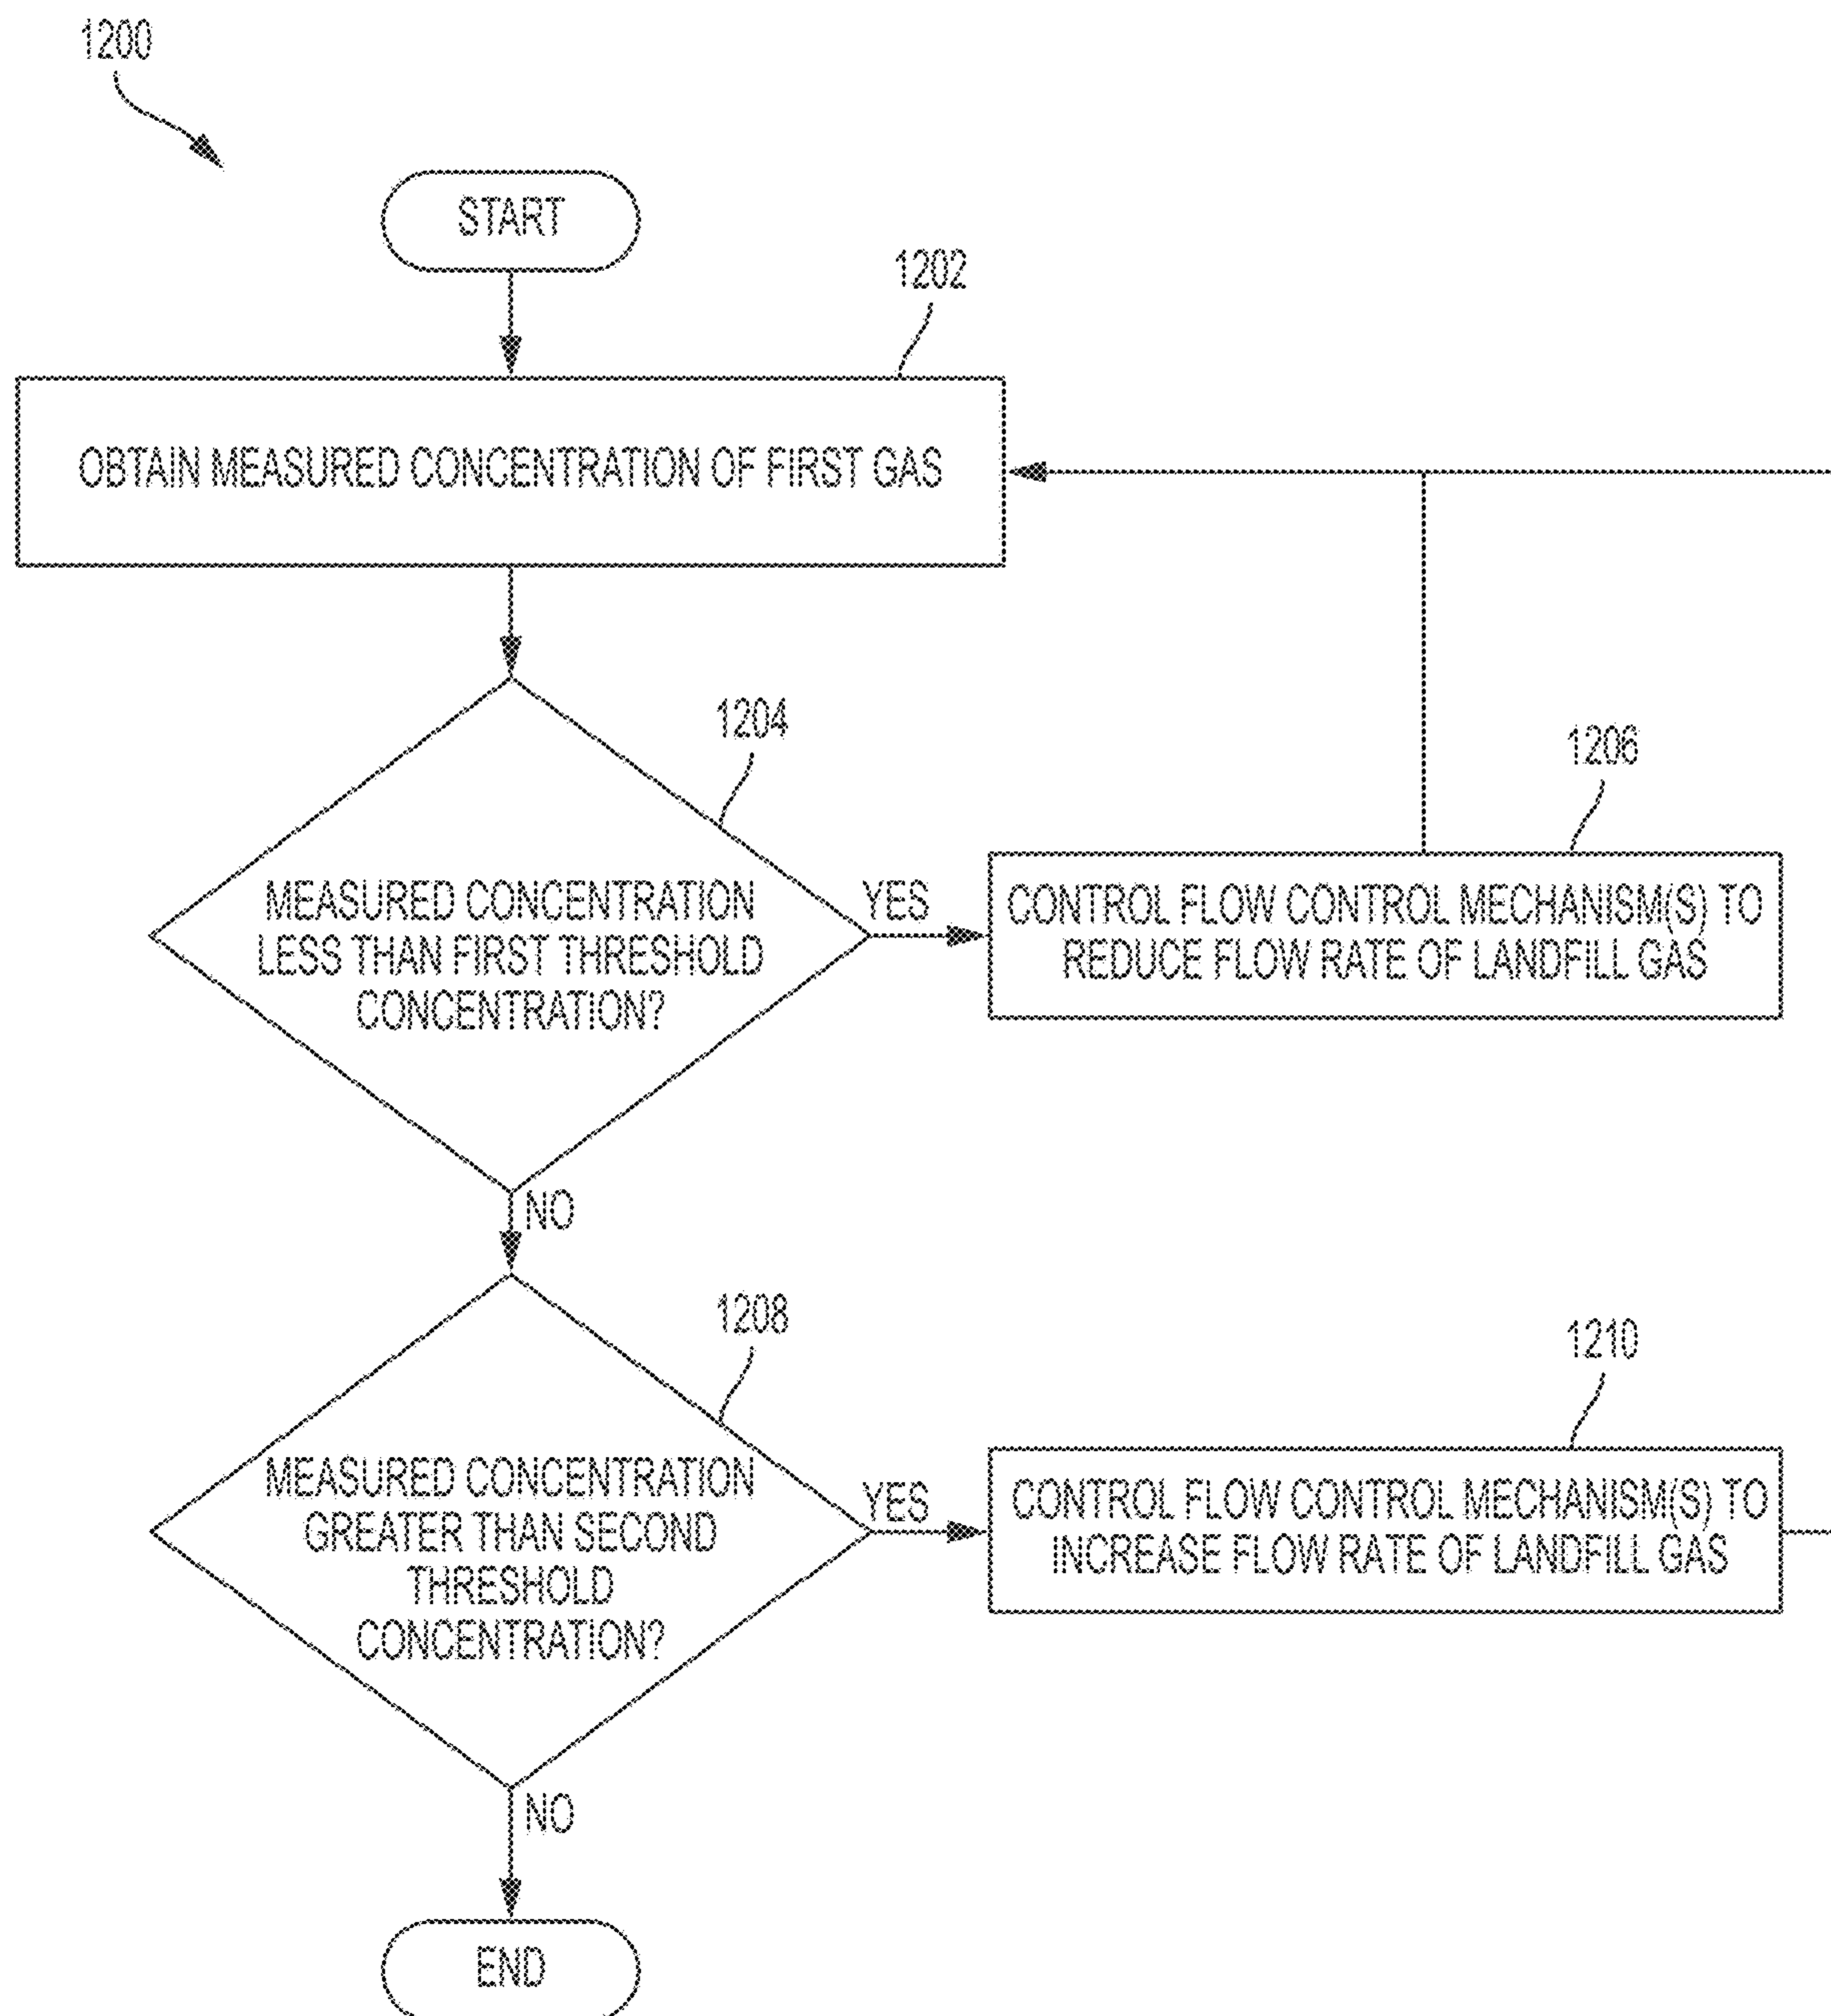 1200
START
1202
OBTAIN MEASURED CONCENTRATION OF FIRST GAS
1204
MEASURED CONCENTRATION
LESS THAN FIRST THRESHOLD
CONCENTRATION?
YES
1206
CONTROL FLOW CONTROL MECHANISM(S) TO
REDUCE FLOW RATE OF LANDFILL GAS
NO
1208
MEASURED CONCENTRATION
GREATER THAN SECOND
THRESHOLD
CONCENTRATION?
YES
1210
CONTROL FLOW CONTROL MECHANISM(S) TO
INCREASE FLOW RATE OF LANDFILL GAS
NO
END